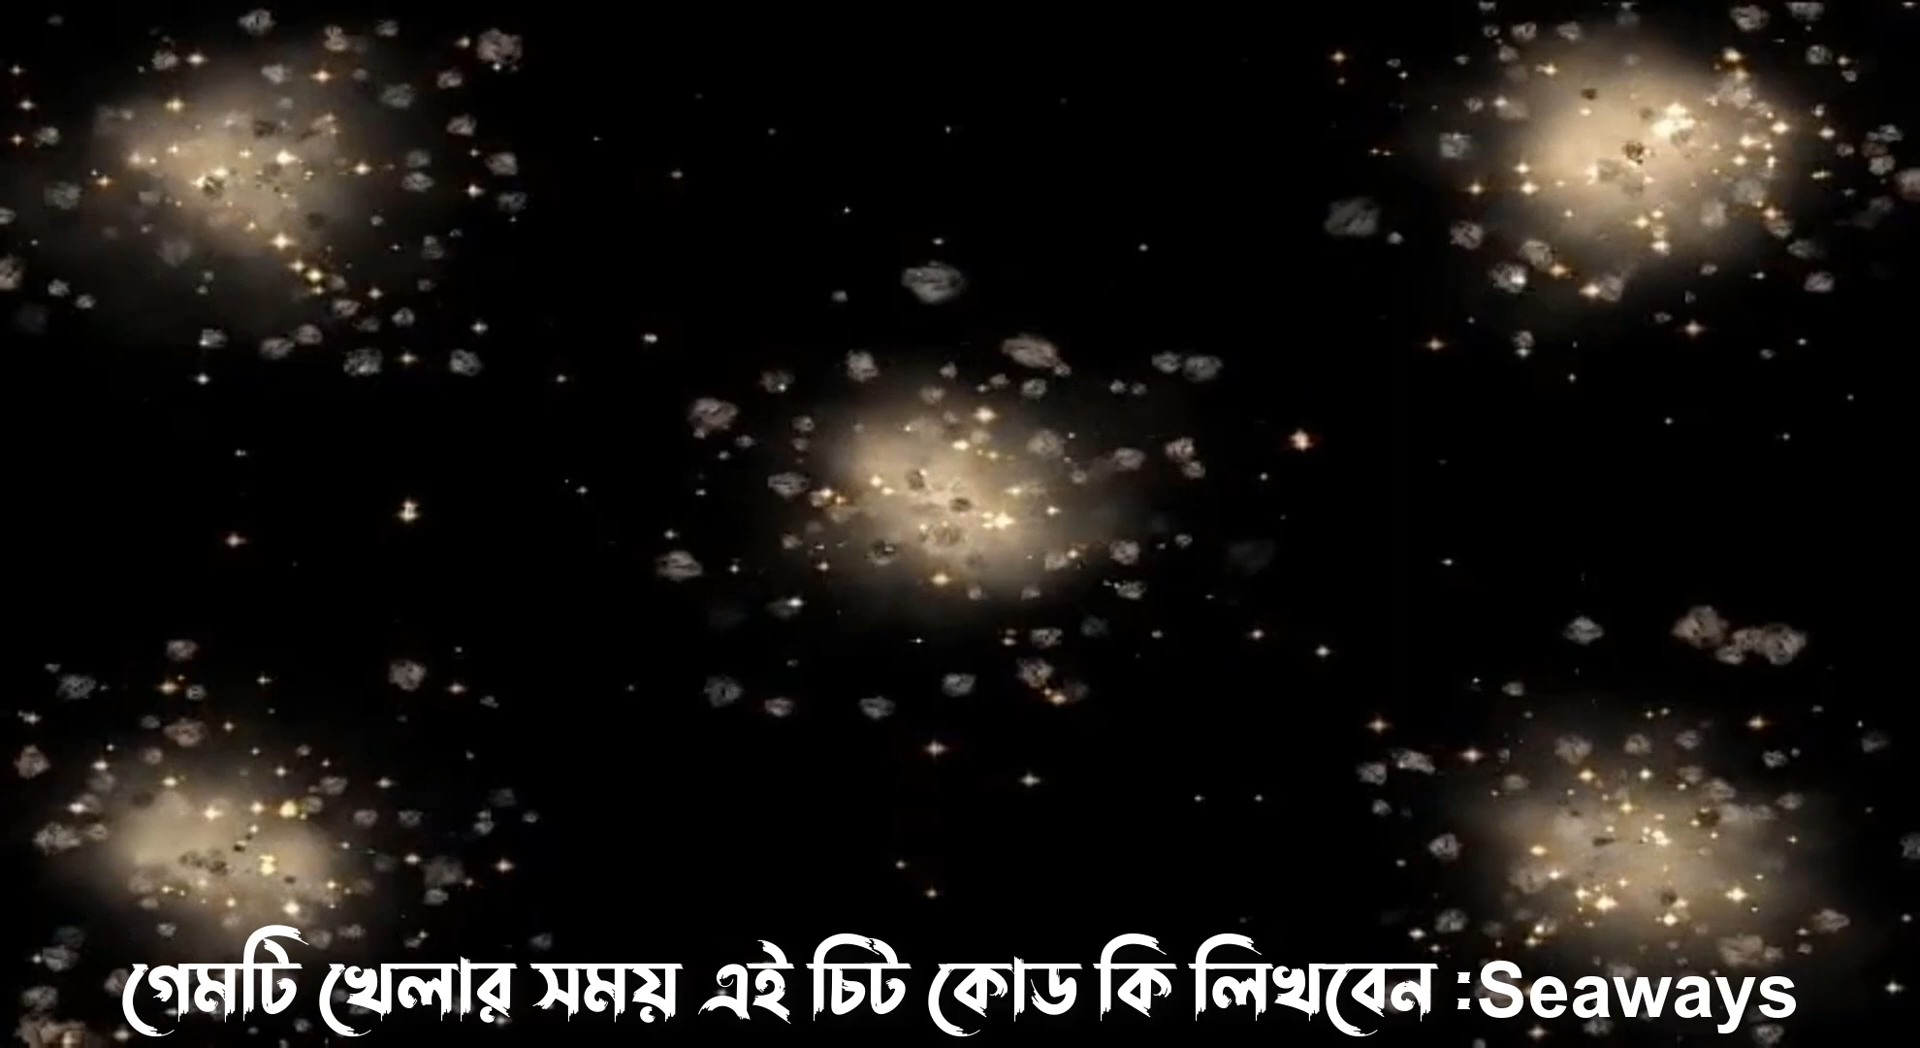 গেমটি খেলার সময় এই চিট কোড কি লিখবেন :Seaways